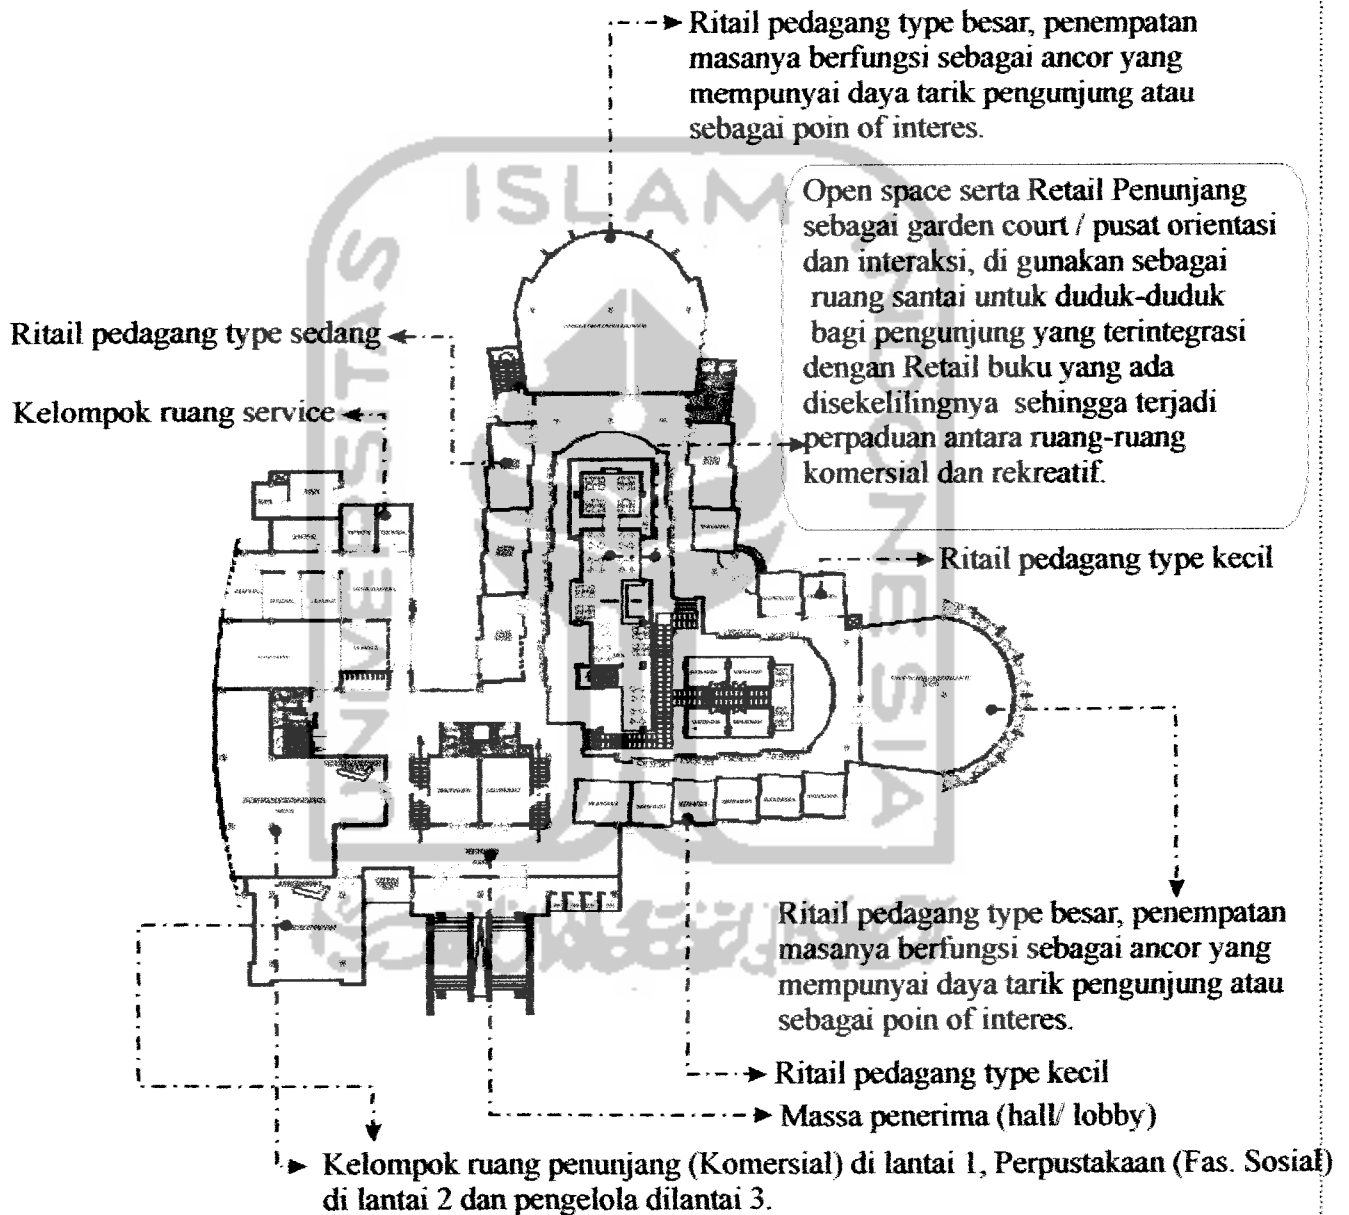 Ritail pedagang type besar, penempatan
masanya berfungsi sebagai ancor yang
mempunyai daya tarik pengunjung atau
sebagai poin of interes.
Open space serta Retail Penunjang
sebagai garden court / pusat orientasi
dan interaksi, di gunakan sebagai
ruang santai untuk duduk-duduk
bagi pengunjung yang terintegrasi
dengan Retail buku yang ada
disekelilingnya sehingga terjadi
perpaduan antara ruang-ruang
komersial dan rekreatif.
Ritail pedagang type sedang
Kelompok ruang service
Ritail pedagang type kecil
Ritail pedagang type besar, penempatan
masanya berfungsi sebagai ancor yang
mempunyai daya tarik pengunjung atau
sebagai poin of interes.
Ritail pedagang type kecil
Massa penerima (hall/ lobby)
Kelompok ruang penunjang (Komersial) di lantai 1, Perpustakaan (Fas. Sosial)
di lantai 2 dan pengelola dilantai 3.
UNIVERSITAS
ISLAM
INDONESIA